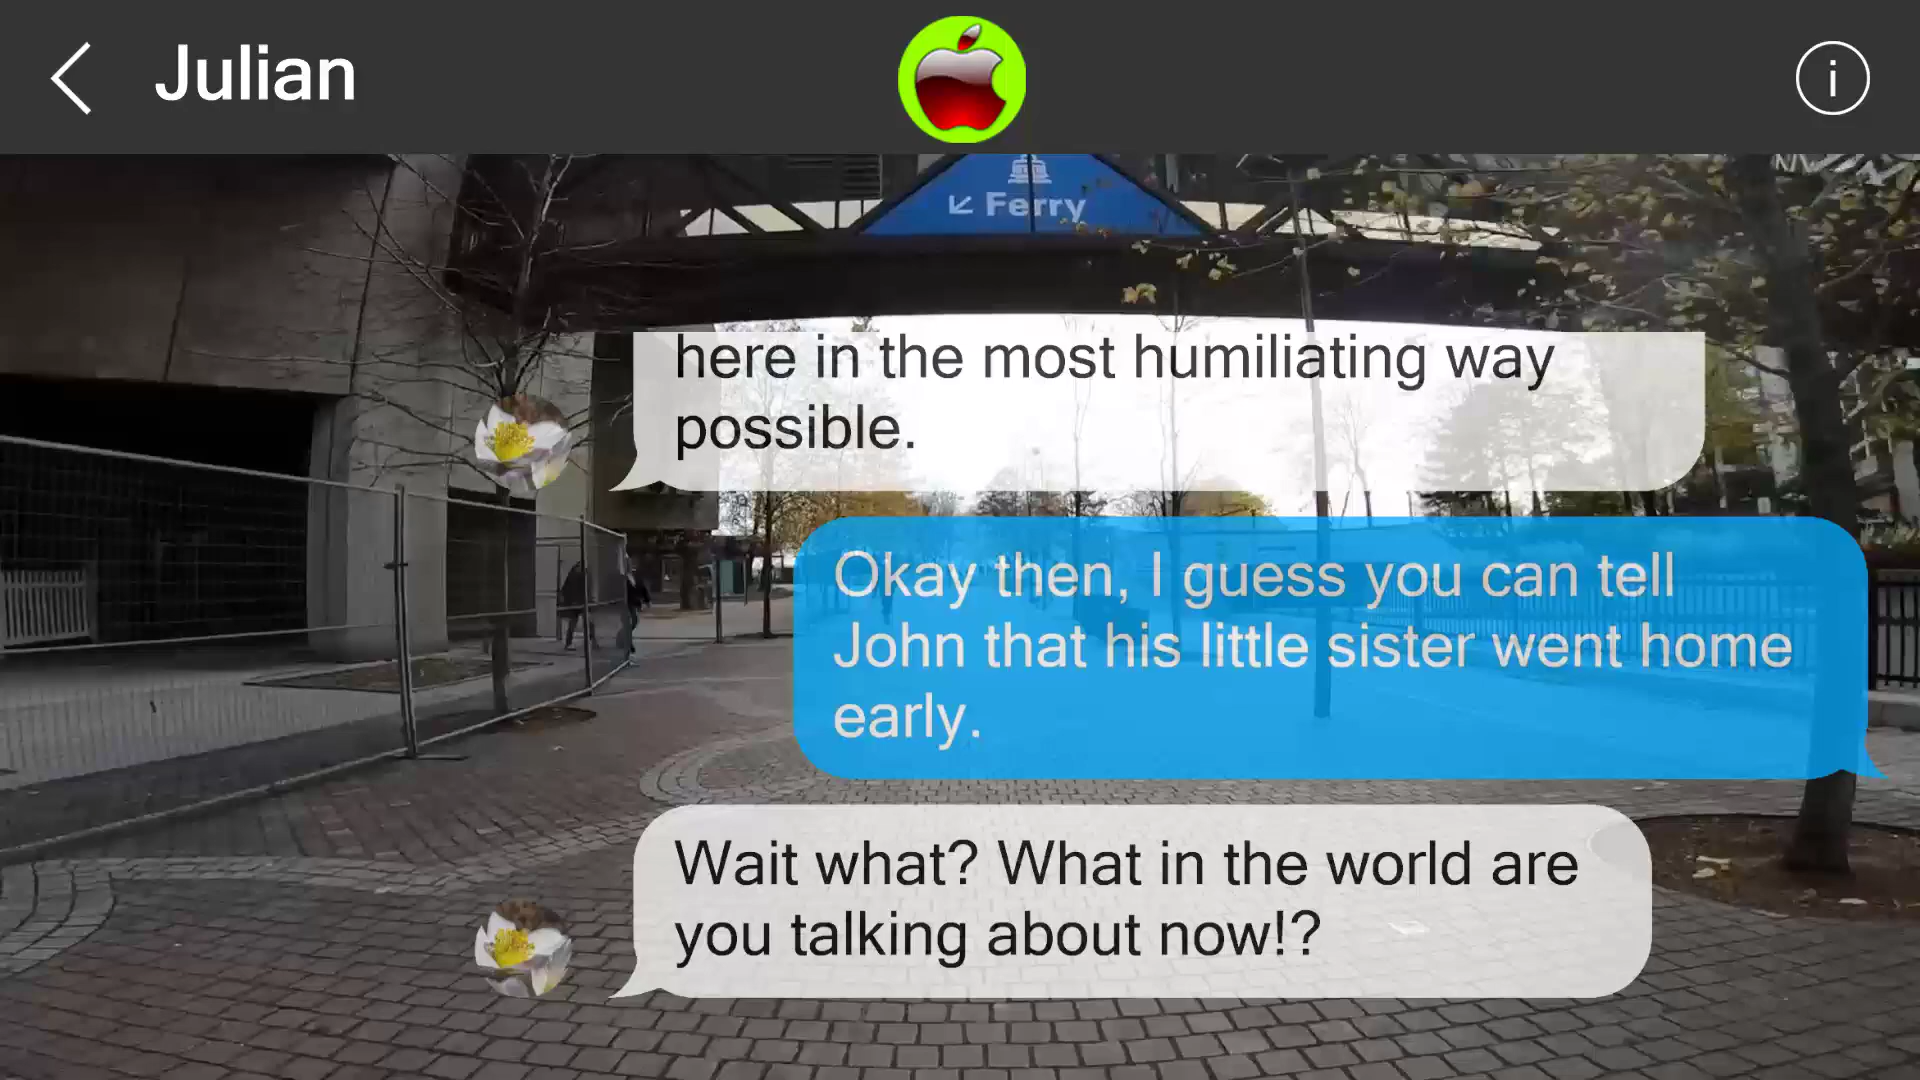 Julian
i
Ferry
here in the most humiliating way
possible.
Okay then, I guess you can tell
John that his little sister went home
early.
Wait what? What in the world are
you talking about now!?